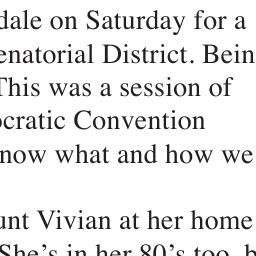 dale on Saturday for a
enatorial District. Bein
This was a session of
ocratic Convention
now what and how we
unt Vivian at her home
She's in her 80's too, b